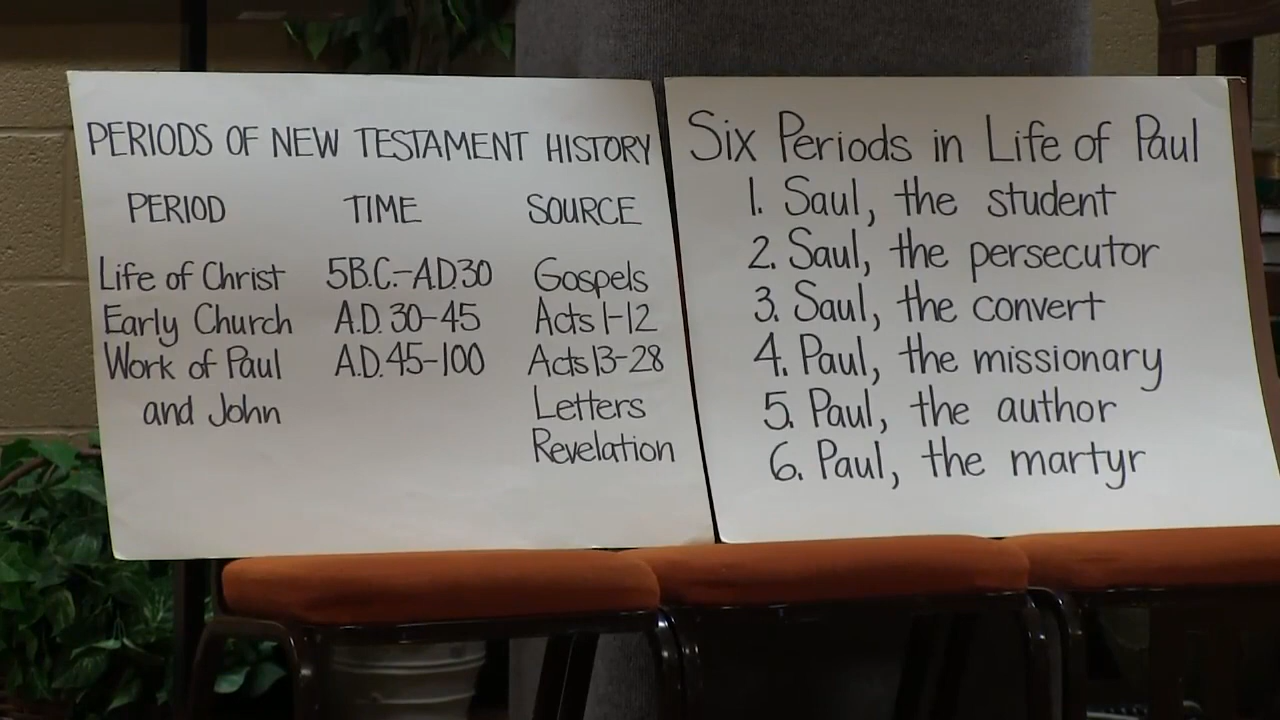 PERIODS OF NEW TESTAMENT HISTORY
PERIOD TIME SOURCE
Life of Christ 5B.C.-A.D.30 Gospels
Early Church A.D. 30-45 Acts 1-12
Work of Paul A.D. 45-100 Acts 13-28
and John Letters
Revelation
Six Periods in Life of Paul
1. Saul, the student
2. Saul, the persecutor
3. Saul, the convert
4. Paul, the missionary
5. Paul, the author
6. Paul, the martyr